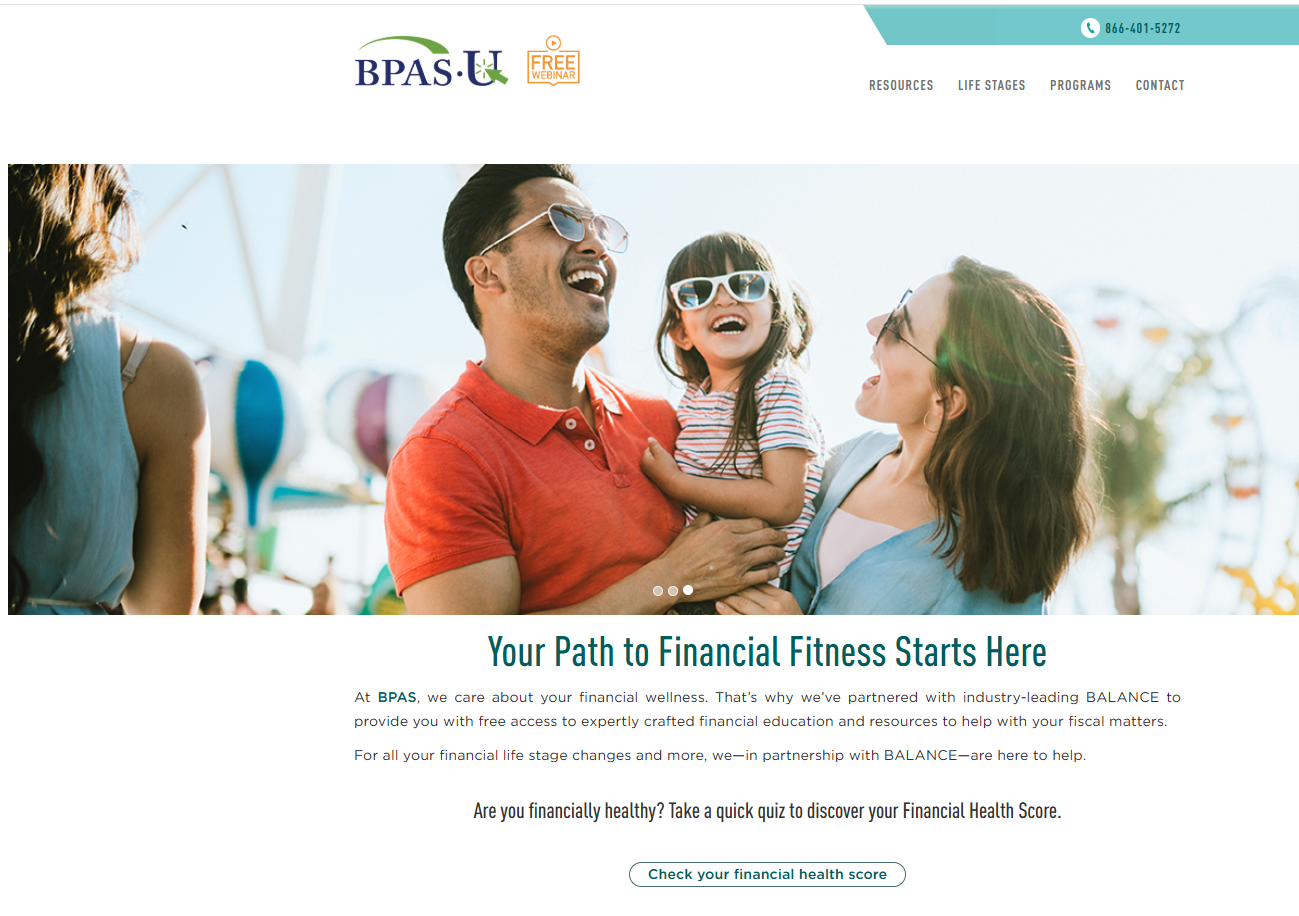 866-401-5272
BPAS·U
FREE
WEBINAR
RESOURCES LIFE STAGES PROGRAMS CONTACT
Your Path to Financial Fitness Starts Here
At BPAS, we care about your financial wellness. That’s why we’ve partnered with industry-leading BALANCE to
provide you with free access to expertly crafted financial education and resources to help with your fiscal matters.
For all your financial life stage changes and more, we—in partnership with BALANCE—are here to help.
Are you financially healthy? Take a quick quiz to discover your Financial Health Score.
Check your financial health score